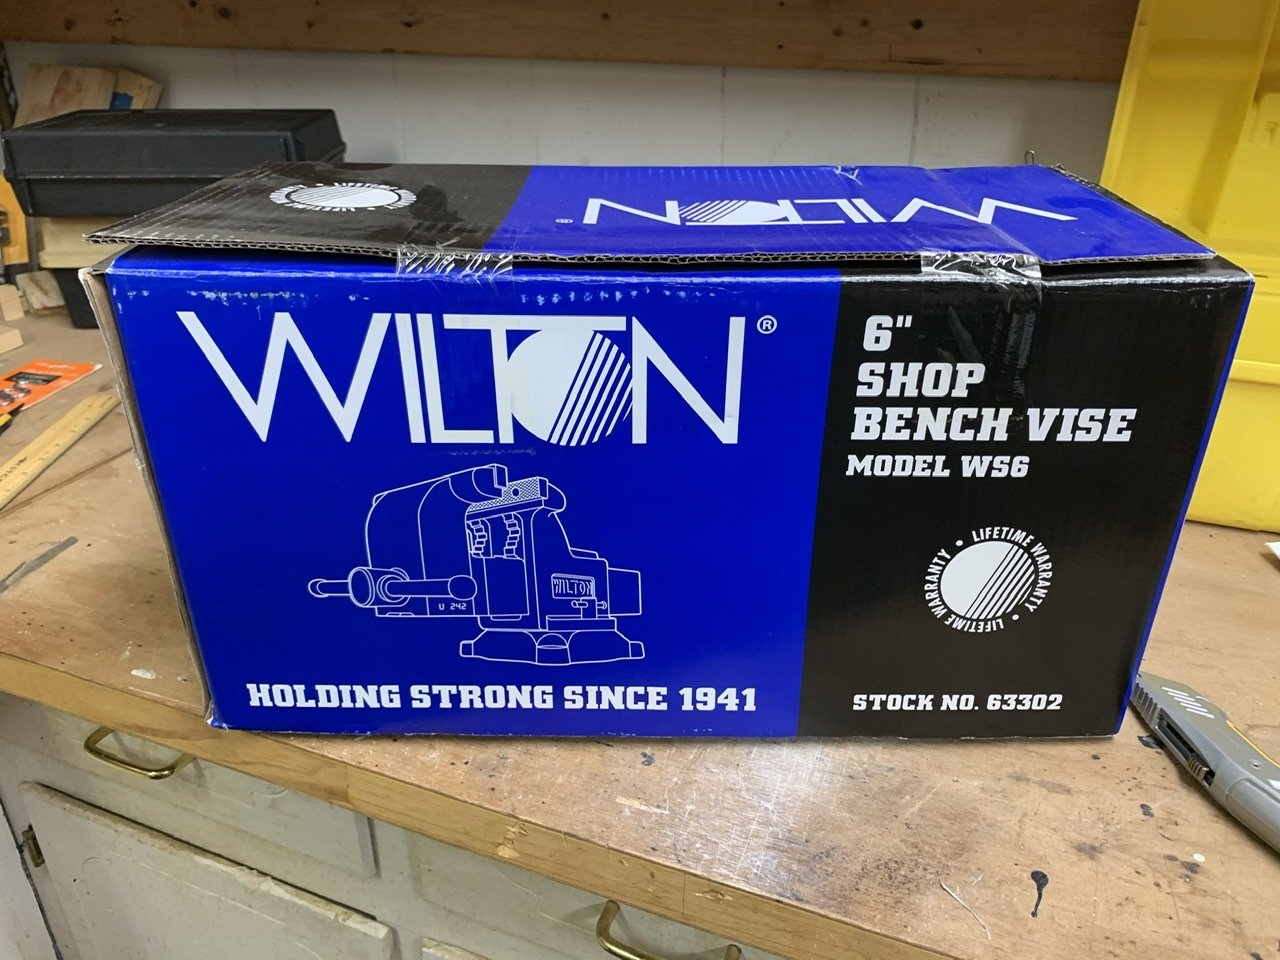 WILTON
WILTON®
6"
SHOP
BENCH VISE
MODEL WS6
LIFETIME WARRANTY • LIFETIME WARRANTY •
WILTON
HOLDING STRONG SINCE 1941
STOCK NO. 63302